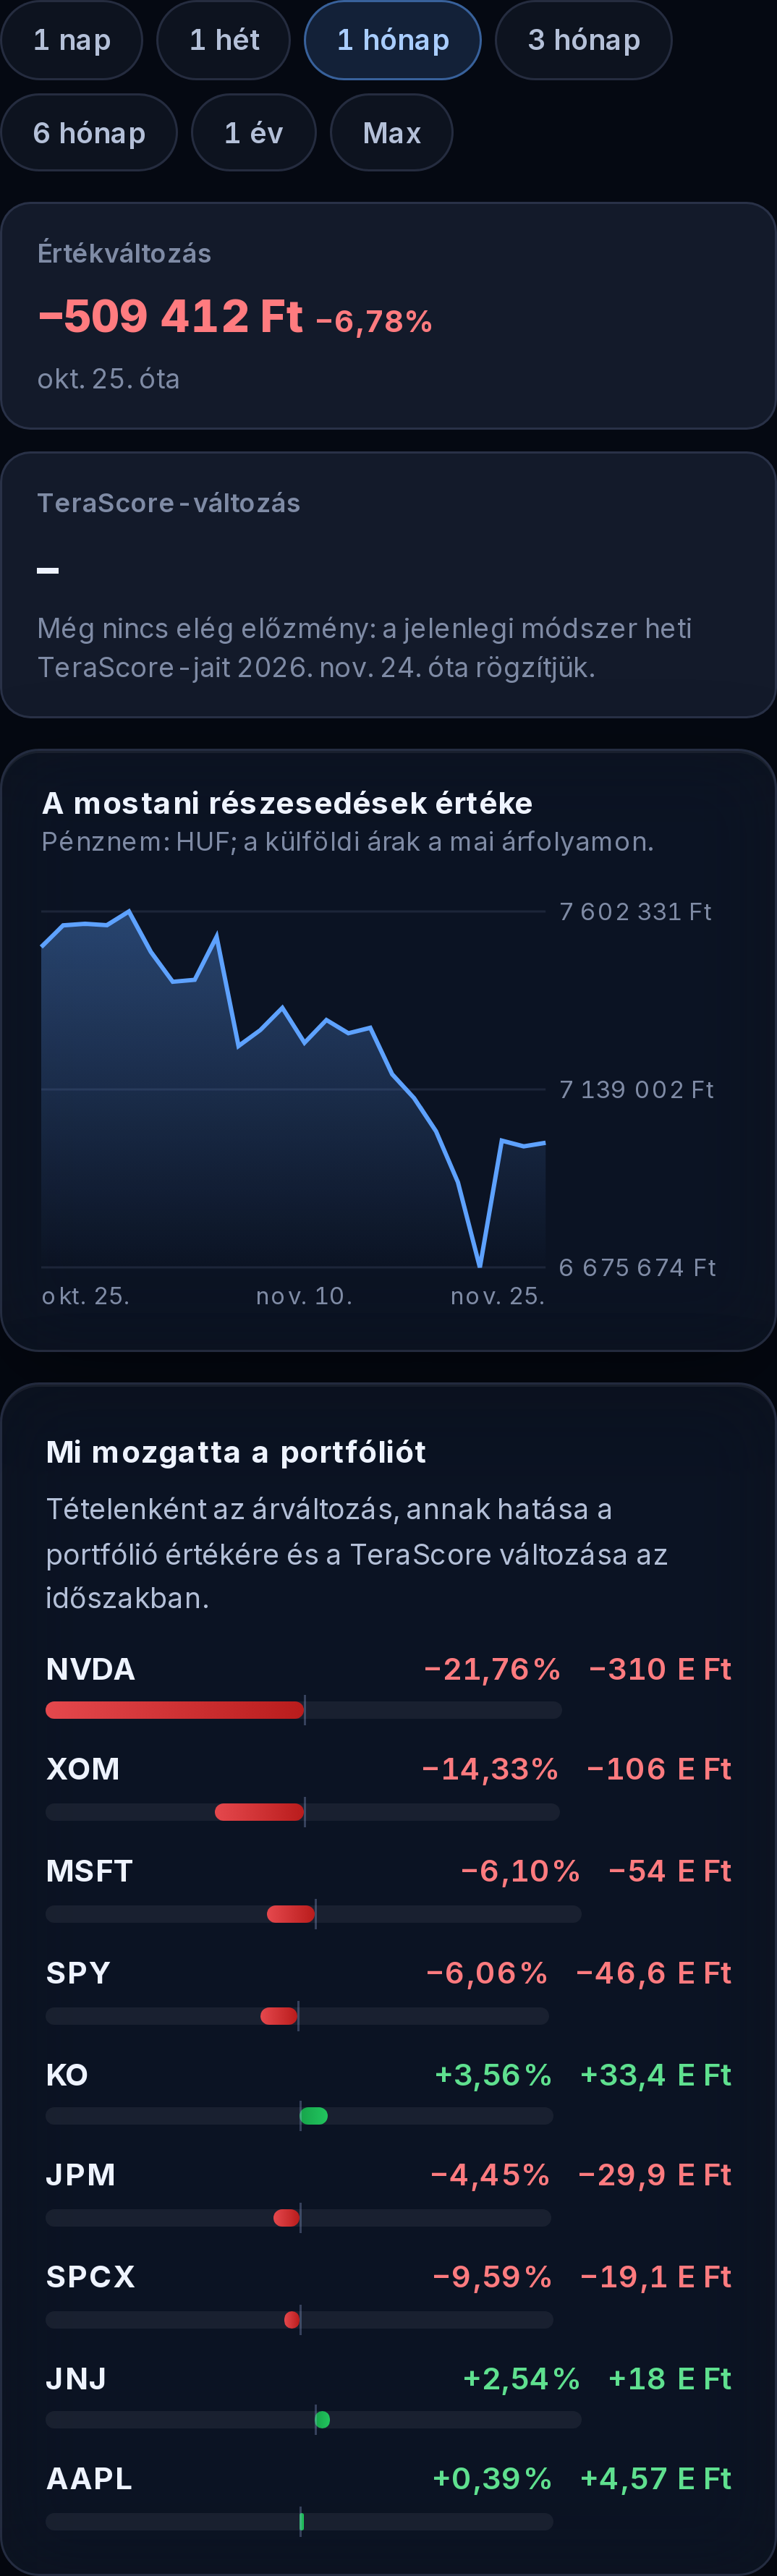 1 nap
1 hét
1 hónap
3 hónap
6 hónap
1 év
Max
Értékváltozás
−509 412 Ft −6,78%
okt. 25. óta
TeraScore-változás
–
Még nincs elég előzmény: a jelenlegi módszer heti
TeraScore-jait 2026. nov. 24. óta rögzítjük.
A mostani részesedések értéke
Pénznem: HUF; a külföldi árak a mai árfolyamon.
7 602 331 Ft
7 139 002 Ft
6 675 674 Ft
okt. 25.
nov. 10.
nov. 25.
Mi mozgatta a portfóliót
Tételenként az árváltozás, annak hatása a
portfólió értékére és a TeraScore változása az
időszakban.
NVDA −21,76% −310 E Ft
XOM −14,33% −106 E Ft
MSFT −6,10% −54 E Ft
SPY −6,06% −46,6 E Ft
KO +3,56% +33,4 E Ft
JPM −4,45% −29,9 E Ft
SPCX −9,59% −19,1 E Ft
JNJ +2,54% +18 E Ft
AAPL +0,39% +4,57 E Ft